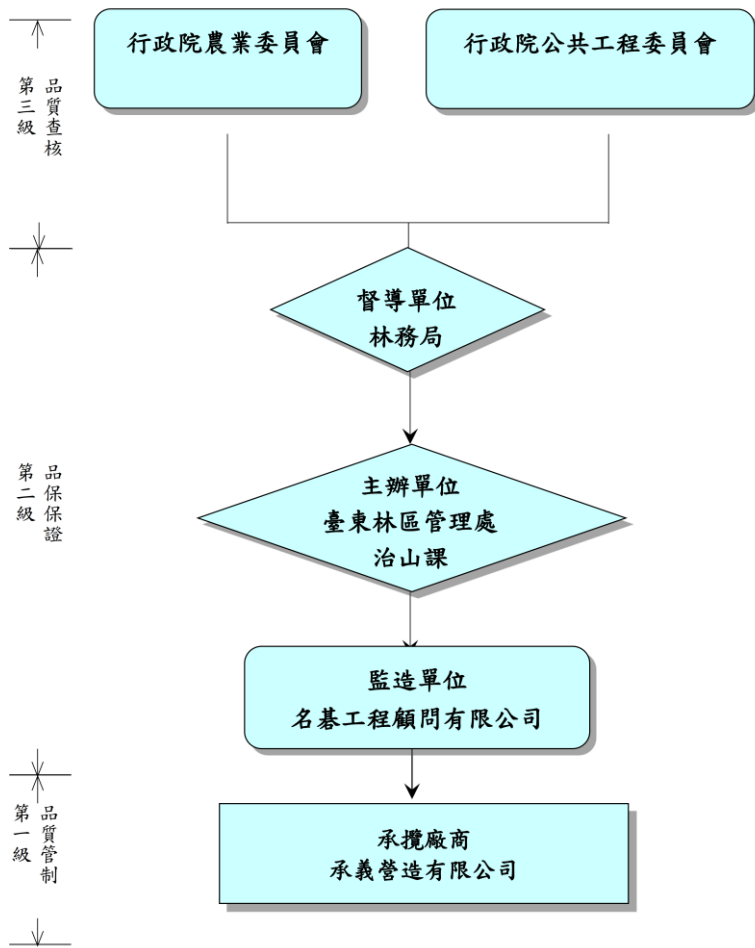 行政院農業委員會
行政院公共工程委員會
品質查核
第三級
督導單位
林務局
品保保證
第二級
主辦單位
臺東林區管理處
治山課
監造單位
名碁工程顧問有限公司
品質管制
第一級
承攬廠商
承義營造有限公司